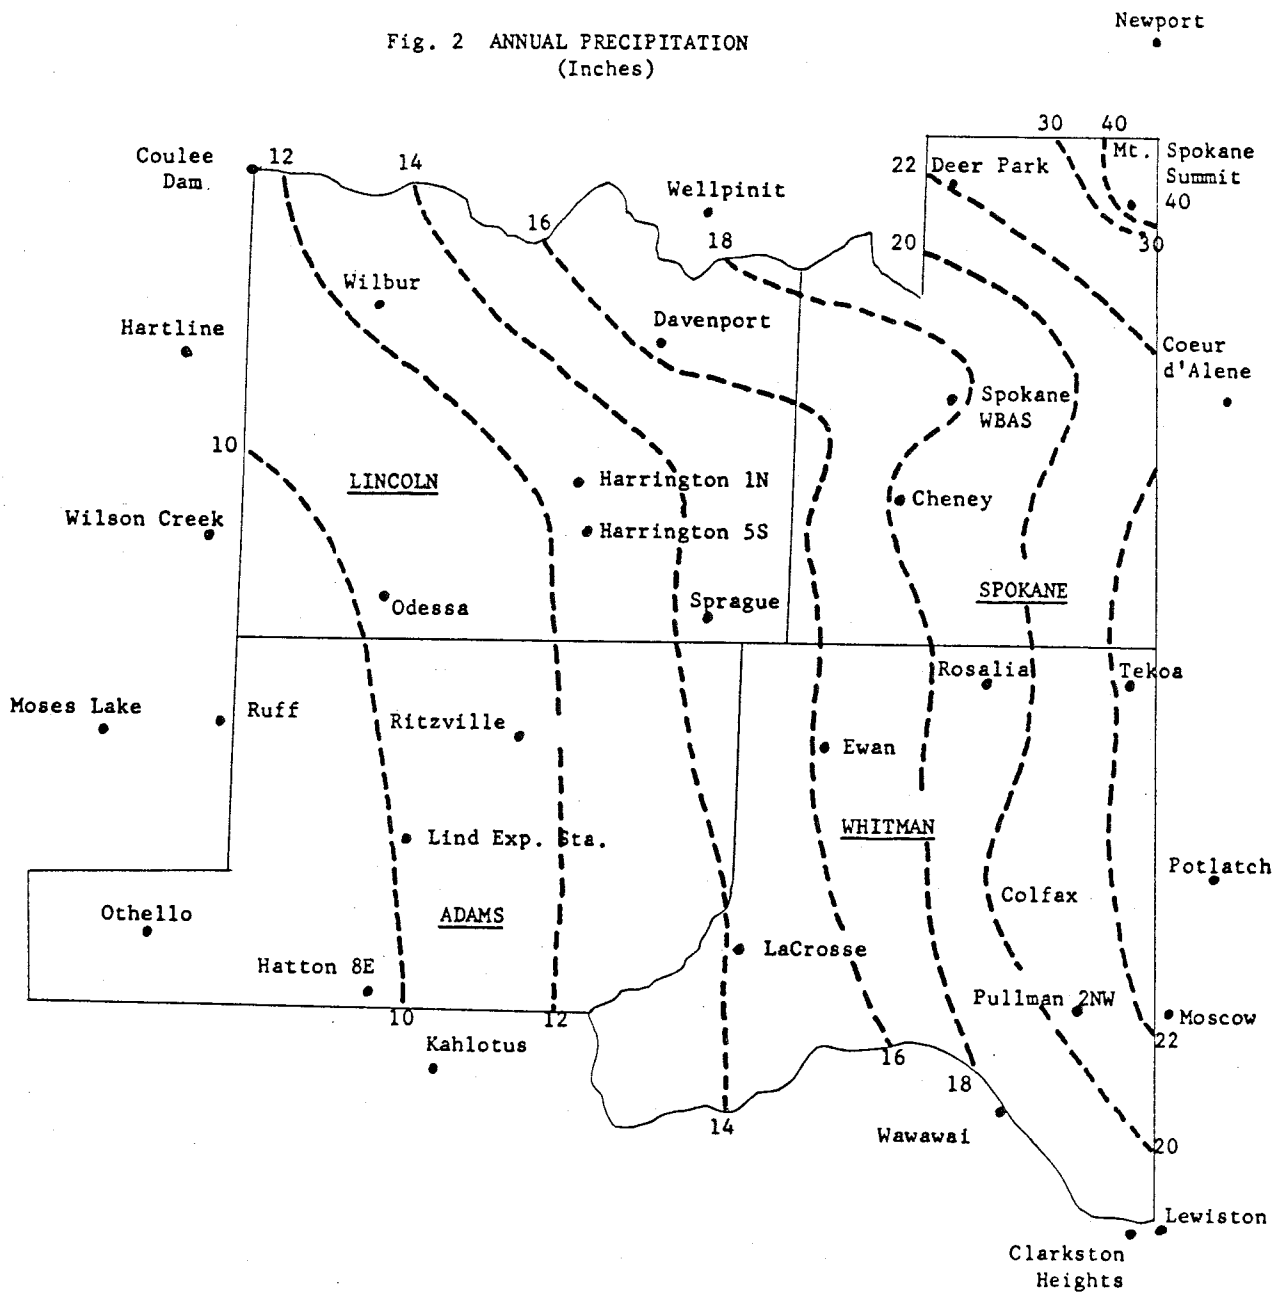 Newport
Fig. 2 ANNUAL PRECIPITATION
(Inches)
30 40
Coulee
Dam
12
14
22
Deer Park
Mt. Spokane
Summit
40
Wellpinit
16
18
20
30
Wilbur
Hartline
Davenport
Coeur
d'Alene
Spokane
WBAS
10
LINCOLN
Harrington 1N
Cheney
Wilson Creek
Harrington 5S
Odessa
Sprague
SPOKANE
Rosalia
Tekoa
Moses Lake
Ruff
Ritzville
Ewan
Lind Exp. Sta.
WHITMAN
Potlatch
Othello
ADAMS
Colfax
LaCrosse
Hatton 8E
Pullman 2NW
10
12
Moscow
Kahlotus
22
16
18
14
Wawawai
20
Lewiston
Clarkston
Heights